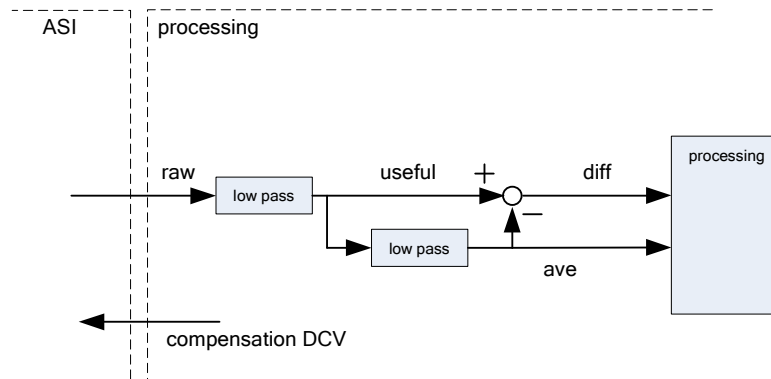 ASI
processing
processing
raw
useful
+
diff
low pass
−
low pass
ave
compensation DCV